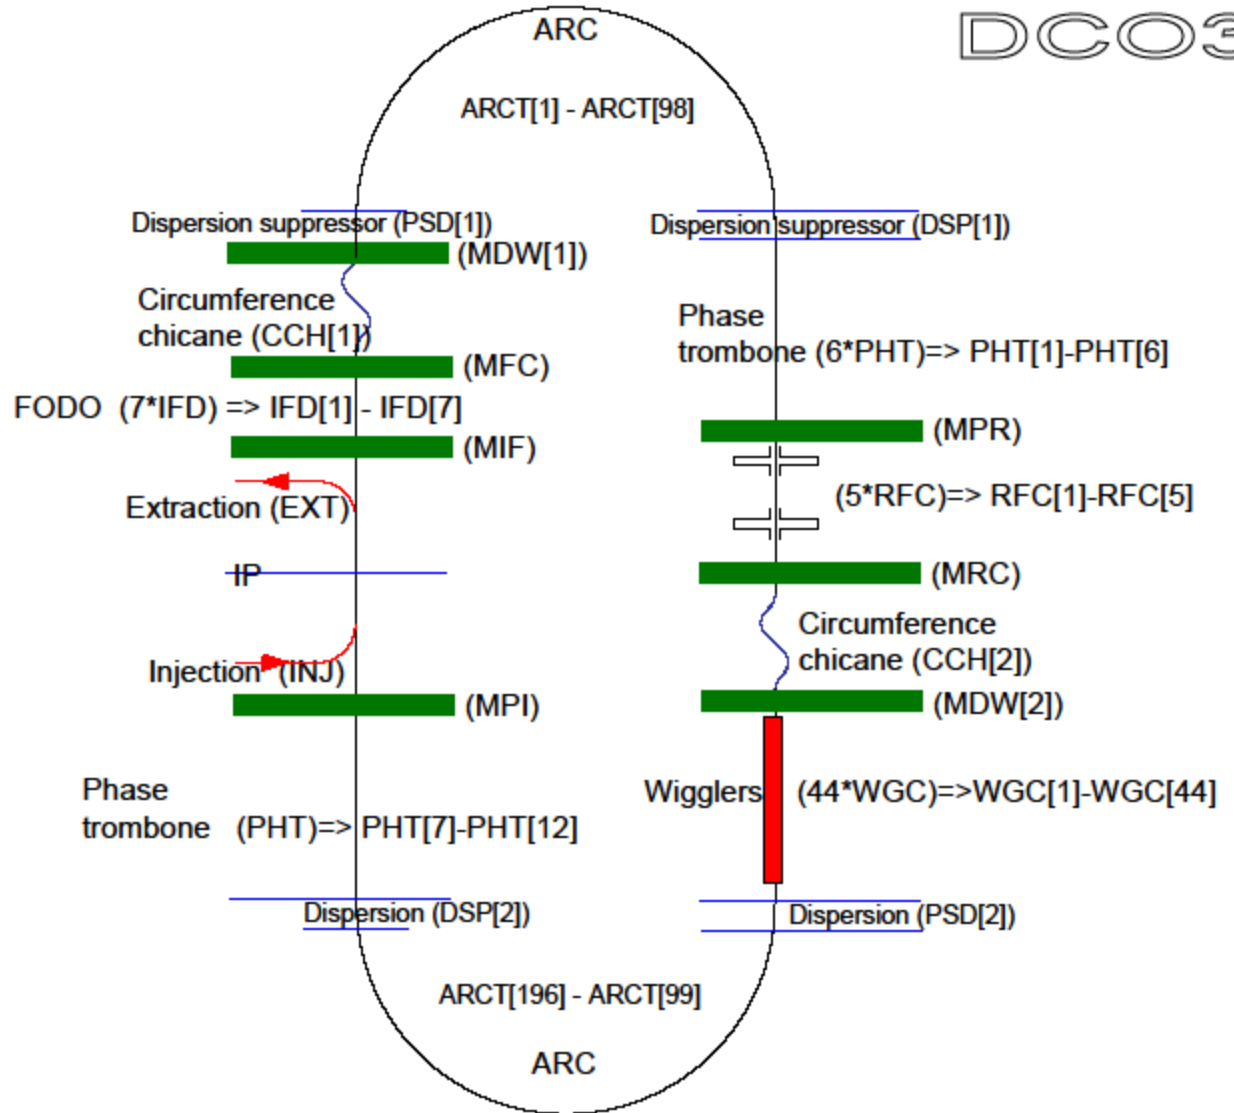 ARC
DCO3
ARCT[1] - ARCT[98]
Dispersion suppressor (PSD[1])
Dispersion suppressor (DSP[1])
(MDW[1])
Circumference
chicane (CCH[1])
Phase
trombone (6*PHT)=> PHT[1]-PHT[6]
(MFC)
FODO (7*IFD) => IFD[1] - IFD[7]
(MIF)
(MPR)
Extraction (EXT)
(5*RFC)=> RFC[1]-RFC[5]
IP
(MRC)
Injection (INJ)
Circumference
chicane (CCH[2])
(MPI)
(MDW[2])
Phase
trombone (PHT)=> PHT[7]-PHT[12]
Wigglers (44*WGC)=>WGC[1]-WGC[44]
Dispersion (DSP[2])
Dispersion (PSD[2])
ARCT[196] - ARCT[99]
ARC